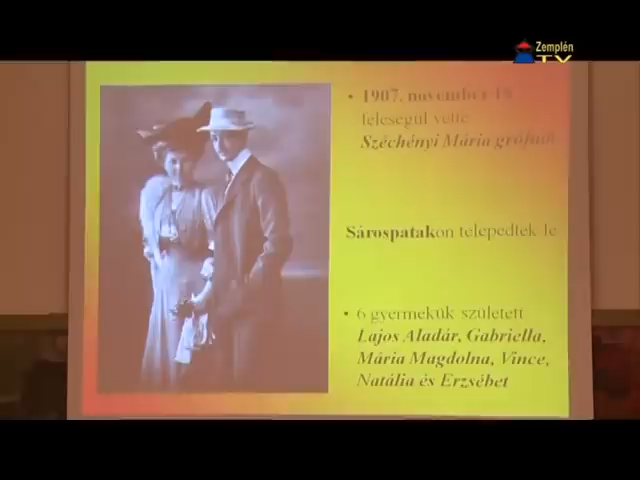 Zemplén
TV
• 1907. november 18
feleségül vette
Széchényi Mária grófnőt
Sárospatakon telepedtek le
• 6 gyermekük született
Lajos Aladár, Gabriella,
Mária Magdolna, Vince,
Natália és Erzsébet